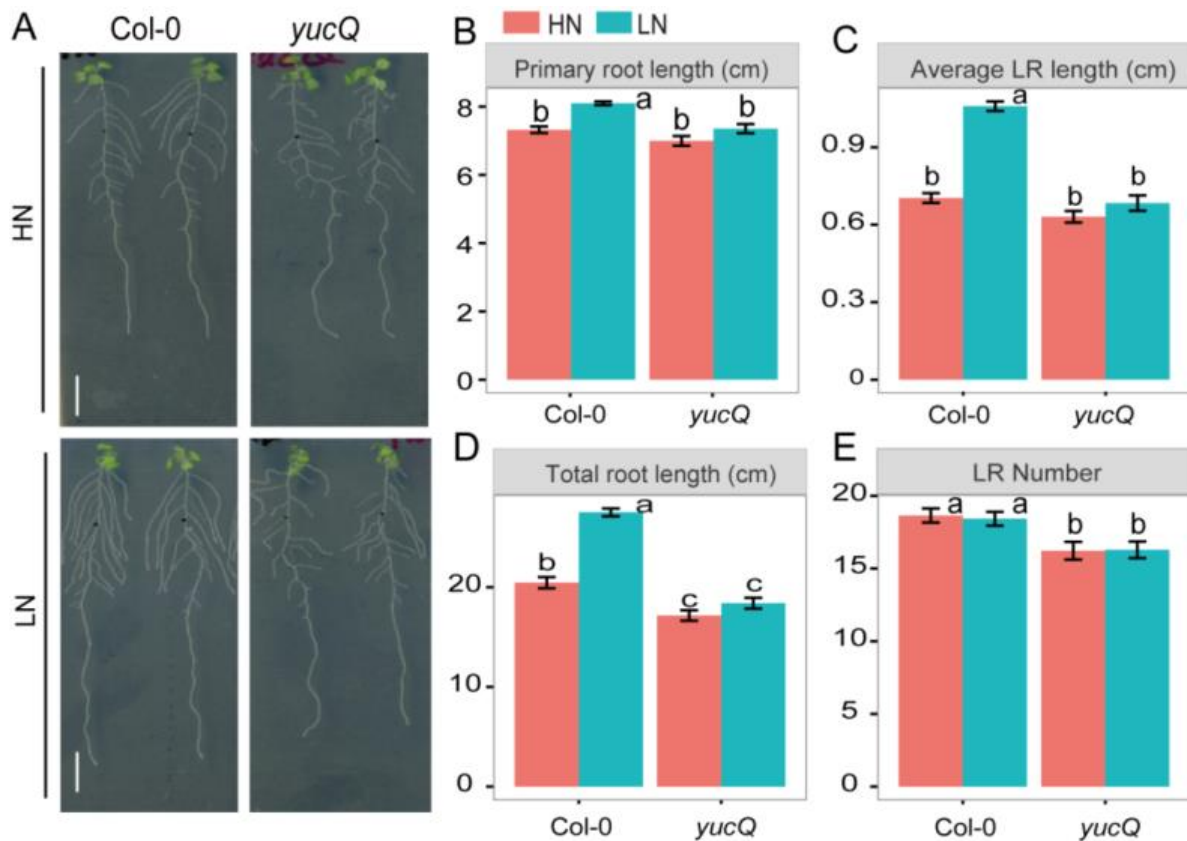 A
Col-0
yucQ
HN
LN
B
HN
LN
Primary root length (cm)
8
6
4
2
0
b
a
b
b
Col-0
yucQ
C
Average LR length (cm)
0.9
0.6
0.3
0
b
a
b
b
Col-0
yucQ
D
Total root length (cm)
20
10
0
b
a
c
c
Col-0
yucQ
E
LR Number
20
15
10
5
0
a
a
b
b
Col-0
yucQ